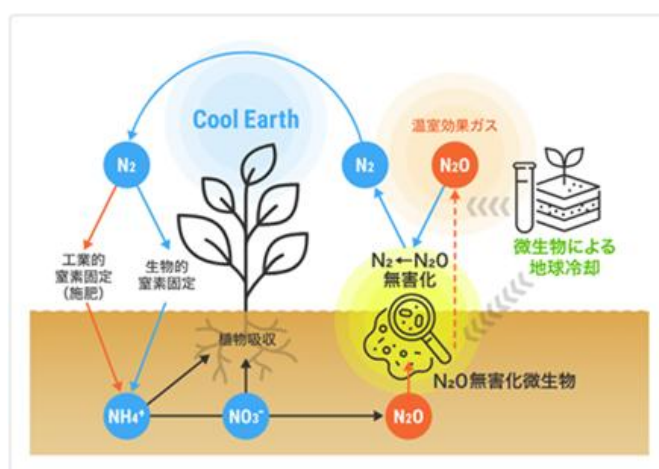 Cool Earth
温室効果ガス
N₂
N₂
N₂O
工業的
窒素固定
(施肥)
生物的
窒素固定
N₂←N₂O
無害化
微生物による
地球冷却
植物吸収
N₂O無害化微生物
NH₄⁺
NO₃⁻
N₂O